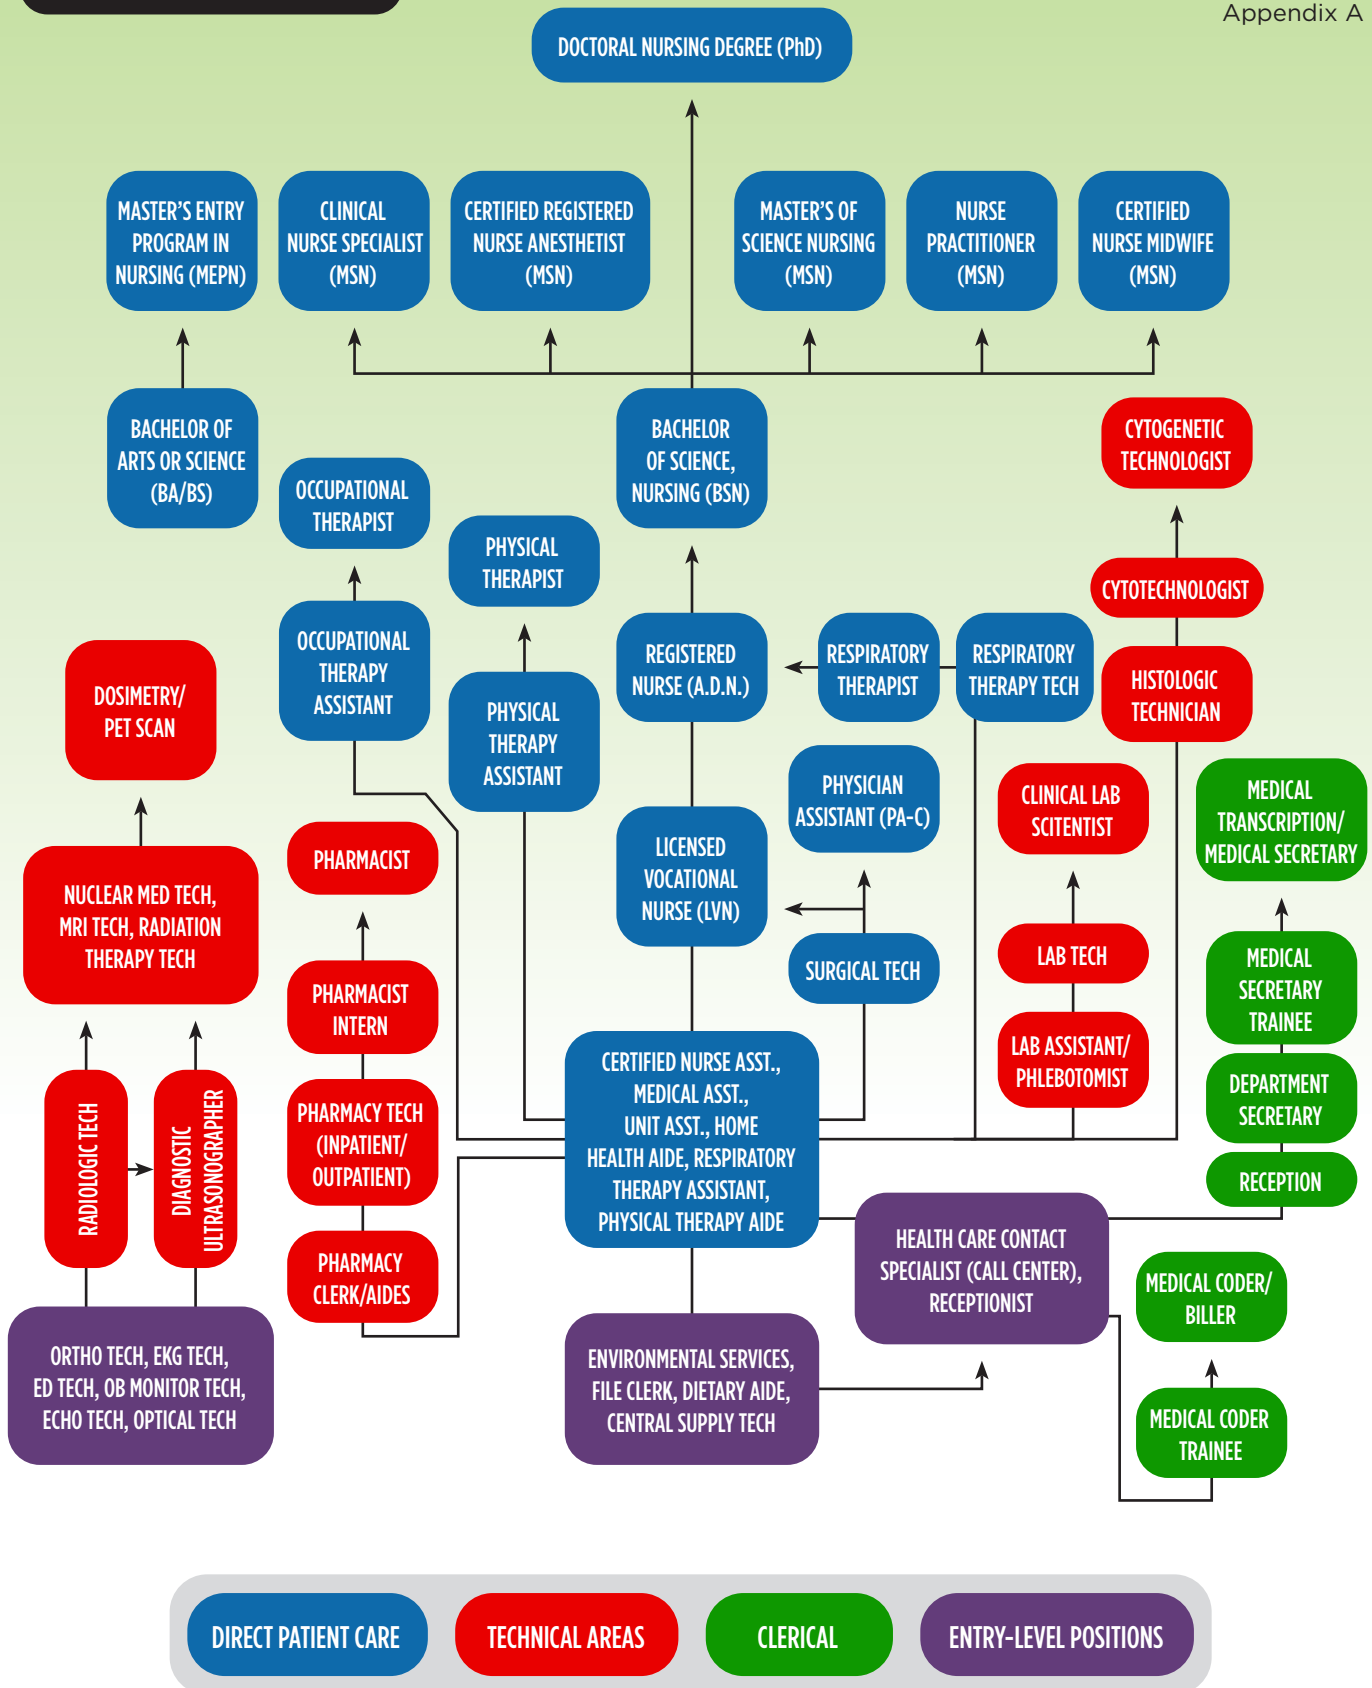 Appendix A
DOCTORAL NURSING DEGREE (PhD)
MASTER'S ENTRY
PROGRAM IN
NURSING (MEPN)
CLINICAL
NURSE SPECIALIST
(MSN)
CERTIFIED REGISTERED
NURSE ANESTHETIST
(MSN)
MASTER'S OF
SCIENCE NURSING
(MSN)
NURSE
PRACTITIONER
(MSN)
CERTIFIED
NURSE MIDWIFE
(MSN)
BACHELOR OF
ARTS OR SCIENCE
(BA/BS)
OCCUPATIONAL
THERAPIST
PHYSICAL
THERAPIST
BACHELOR
OF SCIENCE,
NURSING (BSN)
CYTOGENETIC
TECHNOLOGIST
CYTOTECHNOLOGIST
OCCUPATIONAL
THERAPY
ASSISTANT
PHYSICAL
THERAPY
ASSISTANT
REGISTERED
NURSE (A.D.N.)
RESPIRATORY
THERAPIST
RESPIRATORY
THERAPY TECH
HISTOLOGIC
TECHNICIAN
DOSIMETRY/
PET SCAN
PHYSICIAN
ASSISTANT (PA-C)
CLINICAL LAB
SCITENTIST
MEDICAL
TRANSCRIPTION/
MEDICAL SECRETARY
PHARMACIST
LICENSED
VOCATIONAL
NURSE (LVN)
NUCLEAR MED TECH,
MRI TECH, RADIATION
THERAPY TECH
SURGICAL TECH
LAB TECH
MEDICAL
SECRETARY
TRAINEE
PHARMACIST
INTERN
LAB ASSISTANT/
PHLEBOTOMIST
DEPARTMENT
SECRETARY
RADIOLOGIC TECH
DIAGNOSTIC
ULTRASONOGRAPHER
PHARMACY TECH
(INPATIENT/
OUTPATIENT)
CERTIFIED NURSE ASST.,
MEDICAL ASST.,
UNIT ASST., HOME
HEALTH AIDE, RESPIRATORY
THERAPY ASSISTANT,
PHYSICAL THERAPY AIDE
RECEPTION
PHARMACY
CLERK/AIDES
HEALTH CARE CONTACT
SPECIALIST (CALL CENTER),
RECEPTIONIST
MEDICAL CODER/
BILLER
ORTHO TECH, EKG TECH,
ED TECH, OB MONITOR TECH,
ECHO TECH, OPTICAL TECH
ENVIRONMENTAL SERVICES,
FILE CLERK, DIETARY AIDE,
CENTRAL SUPPLY TECH
MEDICAL CODER
TRAINEE
DIRECT PATIENT CARE
TECHNICAL AREAS
CLERICAL
ENTRY-LEVEL POSITIONS